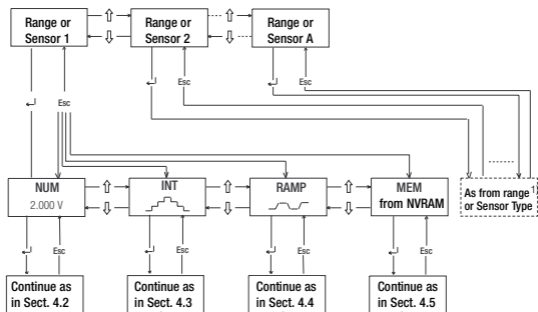 Range or
Sensor 1
Range or
Sensor 2
Range or
Sensor A
Esc
Esc
Esc
NUM
2.000 V
INT
RAMP
MEM
from NVRAM
As from range 1)
or Sensor Type
Esc
Esc
Esc
Esc
Continue as
in Sect. 4.2
Continue as
in Sect. 4.3
Continue as
in Sect. 4.4
Continue as
in Sect. 4.5